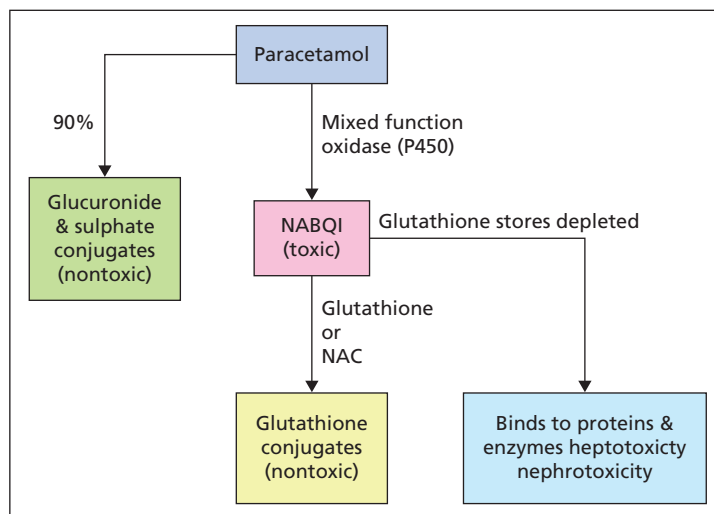 Paracetamol
90%
Mixed function
oxidase (P450)
Glucuronide
& sulphate
conjugates
(nontoxic)
NABQI
(toxic)
Glutathione stores depleted
Glutathione
or
NAC
Glutathione
conjugates
(nontoxic)
Binds to proteins &
enzymes heptotoxicty
nephrotoxicity